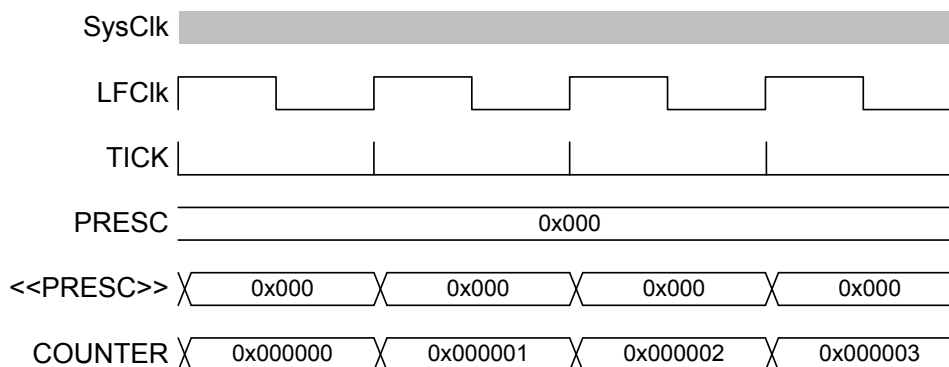 SysClk
LFClk
TICK
PRESC 0x000
<<PRESC>> 0x000 0x000 0x000 0x000
COUNTER 0x000000 0x000001 0x000002 0x000003